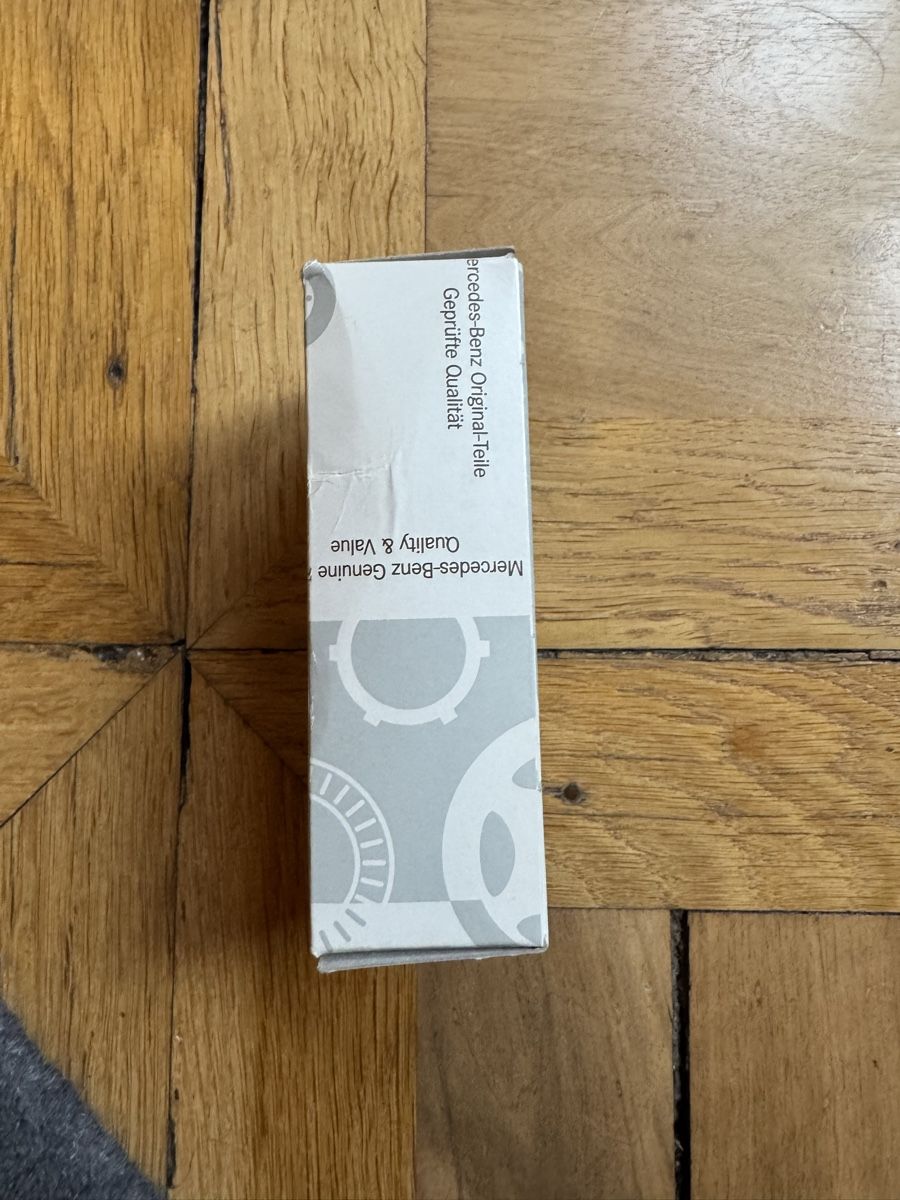 ercedes-Benz Original-Teile
Geprüfte Qualität
Mercedes-Benz Genuine
Quality & Value